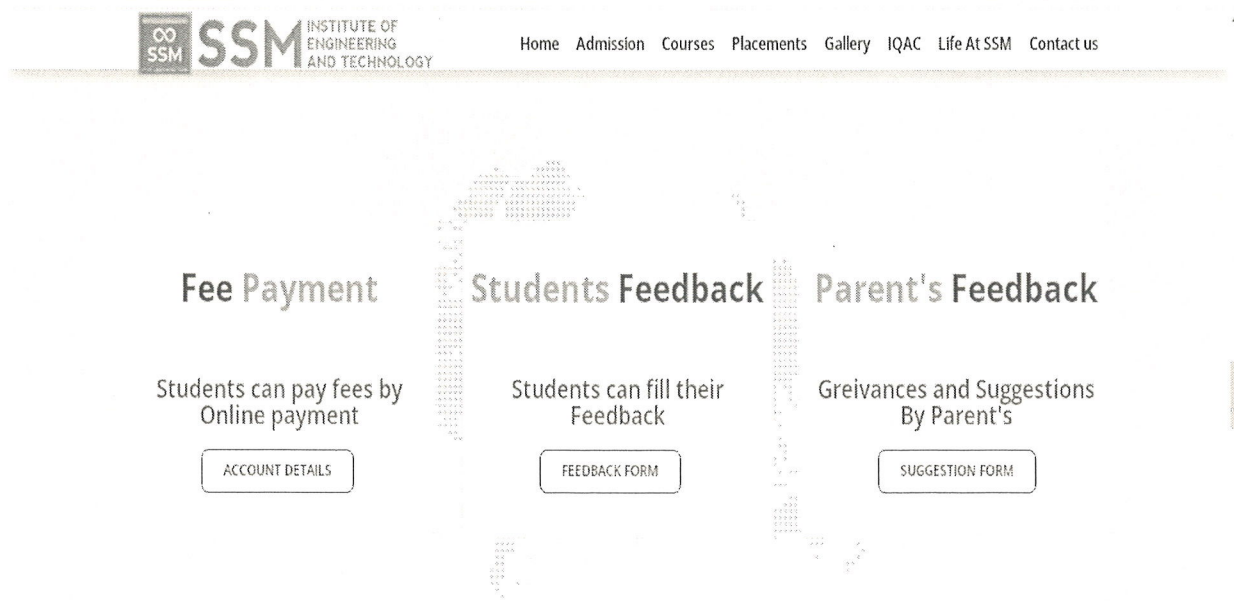 ∞
SSM
SSM
INSTITUTE OF
ENGINEERING
AND TECHNOLOGY
Home Admission Courses Placements Gallery IQAC Life At SSM Contact us
Fee Payment
Students can pay fees by
Online payment
ACCOUNT DETAILS
Students Feedback
Students can fill their
Feedback
FEEDBACK FORM
Parent's Feedback
Greivances and Suggestions
By Parent's
SUGGESTION FORM